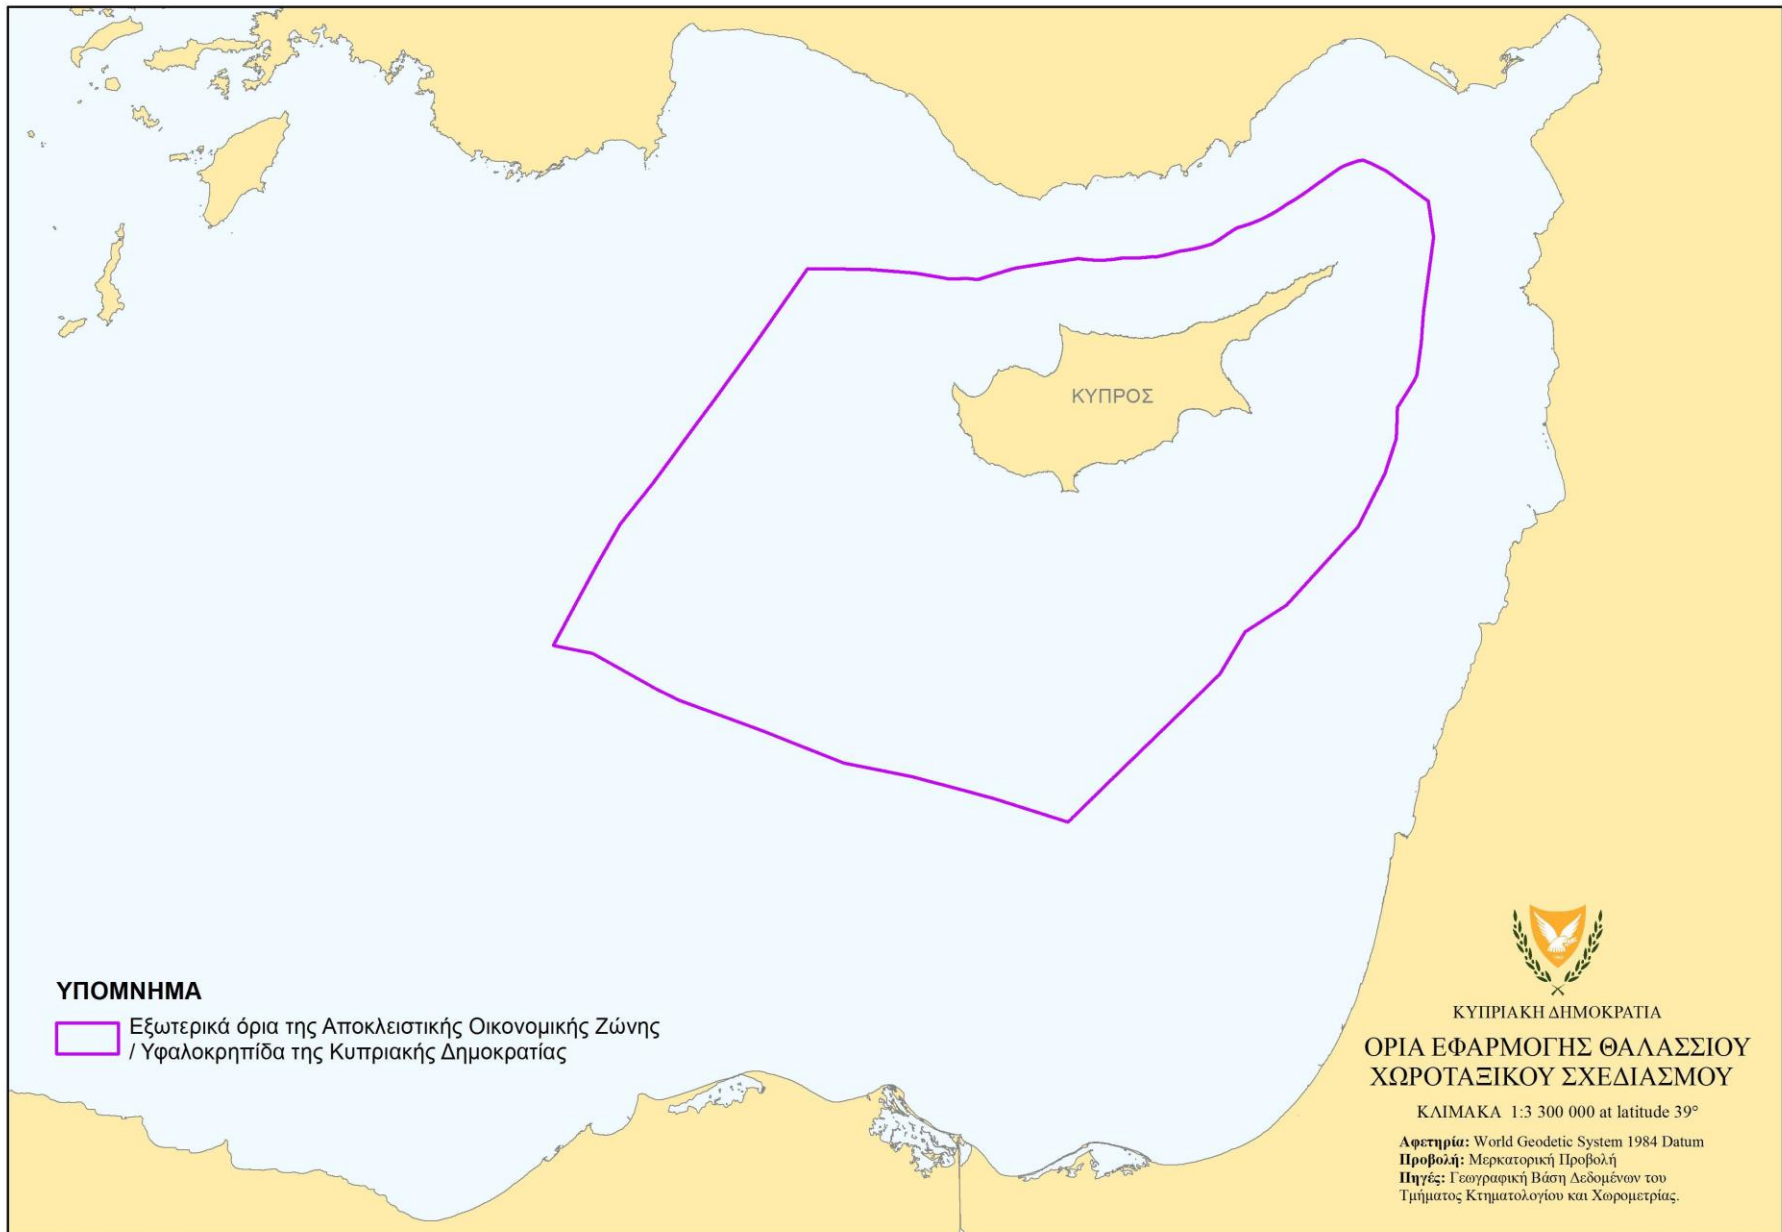 ΚΥΠΡΟΣ
ΥΠΟΜΝΗΜΑ
Εξωτερικά όρια της Αποκλειστικής Οικονομικής Ζώνης
/ Υφαλοκρηπίδα της Κυπριακής Δημοκρατίας
ΚΥΠΡΙΑΚΗ ΔΗΜΟΚΡΑΤΙΑ
ΟΡΙΑ ΕΦΑΡΜΟΓΗΣ ΘΑΛΑΣΣΙΟΥ
ΧΩΡΟΤΑΞΙΚΟΥ ΣΧΕΔΙΑΣΜΟΥ
ΚΛΙΜΑΚΑ 1:3 300 000 at latitude 39°
Αφετηρία: World Geodetic System 1984 Datum
Προβολή: Μερκατορική Προβολή
Πηγές: Γεωγραφική Βάση Δεδομένων του
Τμήματος Κτηματολογίου και Χωρομετρίας.